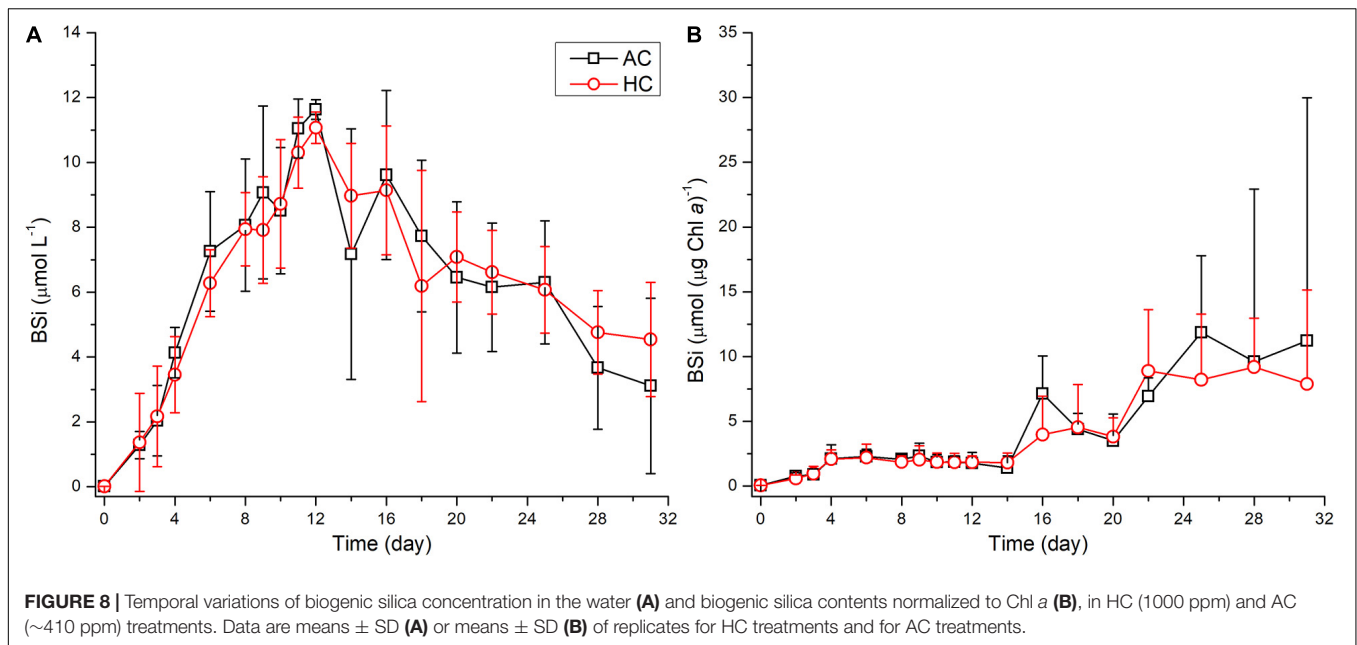 A
14
12
10
8
6
4
2
0
BSi (µmol L⁻¹)
0 4 8 12 16 20 24 28 32
Time (day)
AC
HC
B
35
30
25
20
15
10
5
0
BSi (µmol (µg Chl a)⁻¹)
0 4 8 12 16 20 24 28 32
Time (day)
FIGURE 8 | Temporal variations of biogenic silica concentration in the water (A) and biogenic silica contents normalized to Chl a (B), in HC (1000 ppm) and AC
(∼410 ppm) treatments. Data are means ± SD (A) or means ± SD (B) of replicates for HC treatments and for AC treatments.